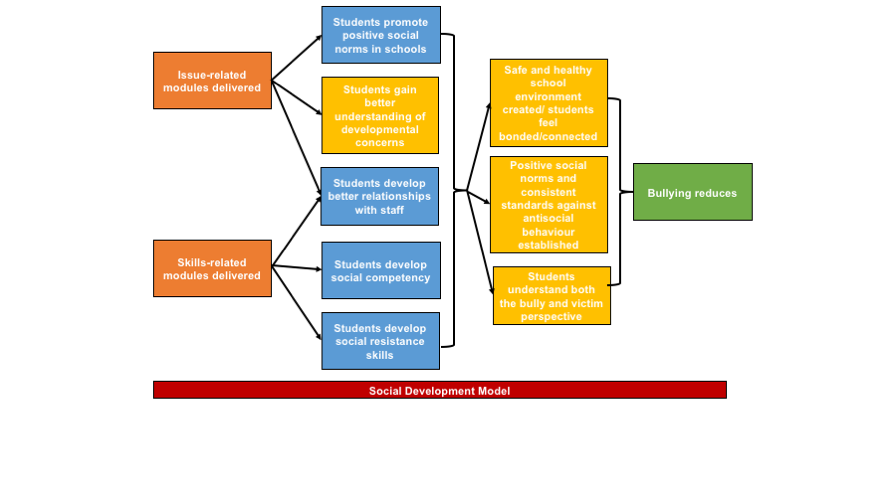 Students promote
positive social
norms in schools
Issue-related
modules delivered
Students gain
better
understanding of
developmental
concerns
Students develop
better relationships
with staff
Skills-related
modules delivered
Students develop
social competency
Students develop
social resistance
skills
Safe and healthy
school
environment
created/ students
feel
bonded/connected
Positive social
norms and
consistent
standards against
antisocial
behaviour
established
Students
understand both
the bully and victim
perspective
Bullying reduces
Social Development Model